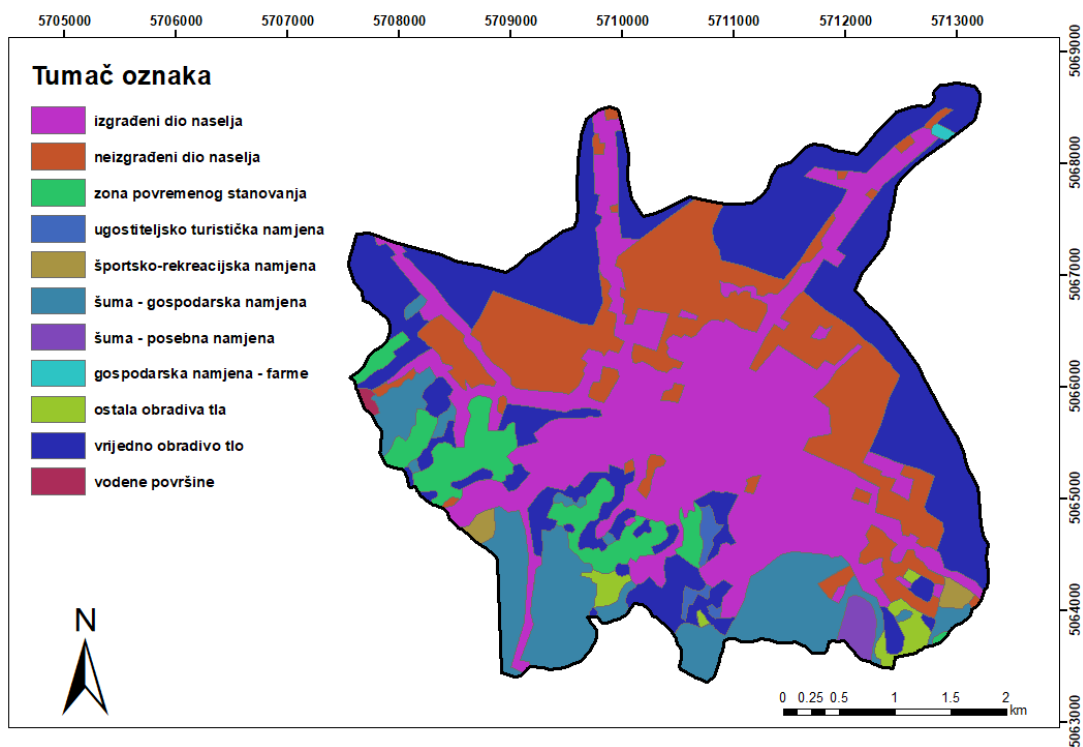 5705000 5706000 5707000 5708000 5709000 5710000 5711000 5712000 5713000
Tumač oznaka
izgrađeni dio naselja
neizgrađeni dio naselja
zona povremenog stanovanja
ugostiteljsko turistička namjena
športsko-rekreacijska namjena
šuma - gospodarska namjena
šuma - posebna namjena
gospodarska namjena - farme
ostala obradiva tla
vrijedno obradivo tlo
vodene površine
5069000
5068000
5067000
5066000
5065000
5064000
5063000
N
0 0.25 0.5 1 1.5 2
km